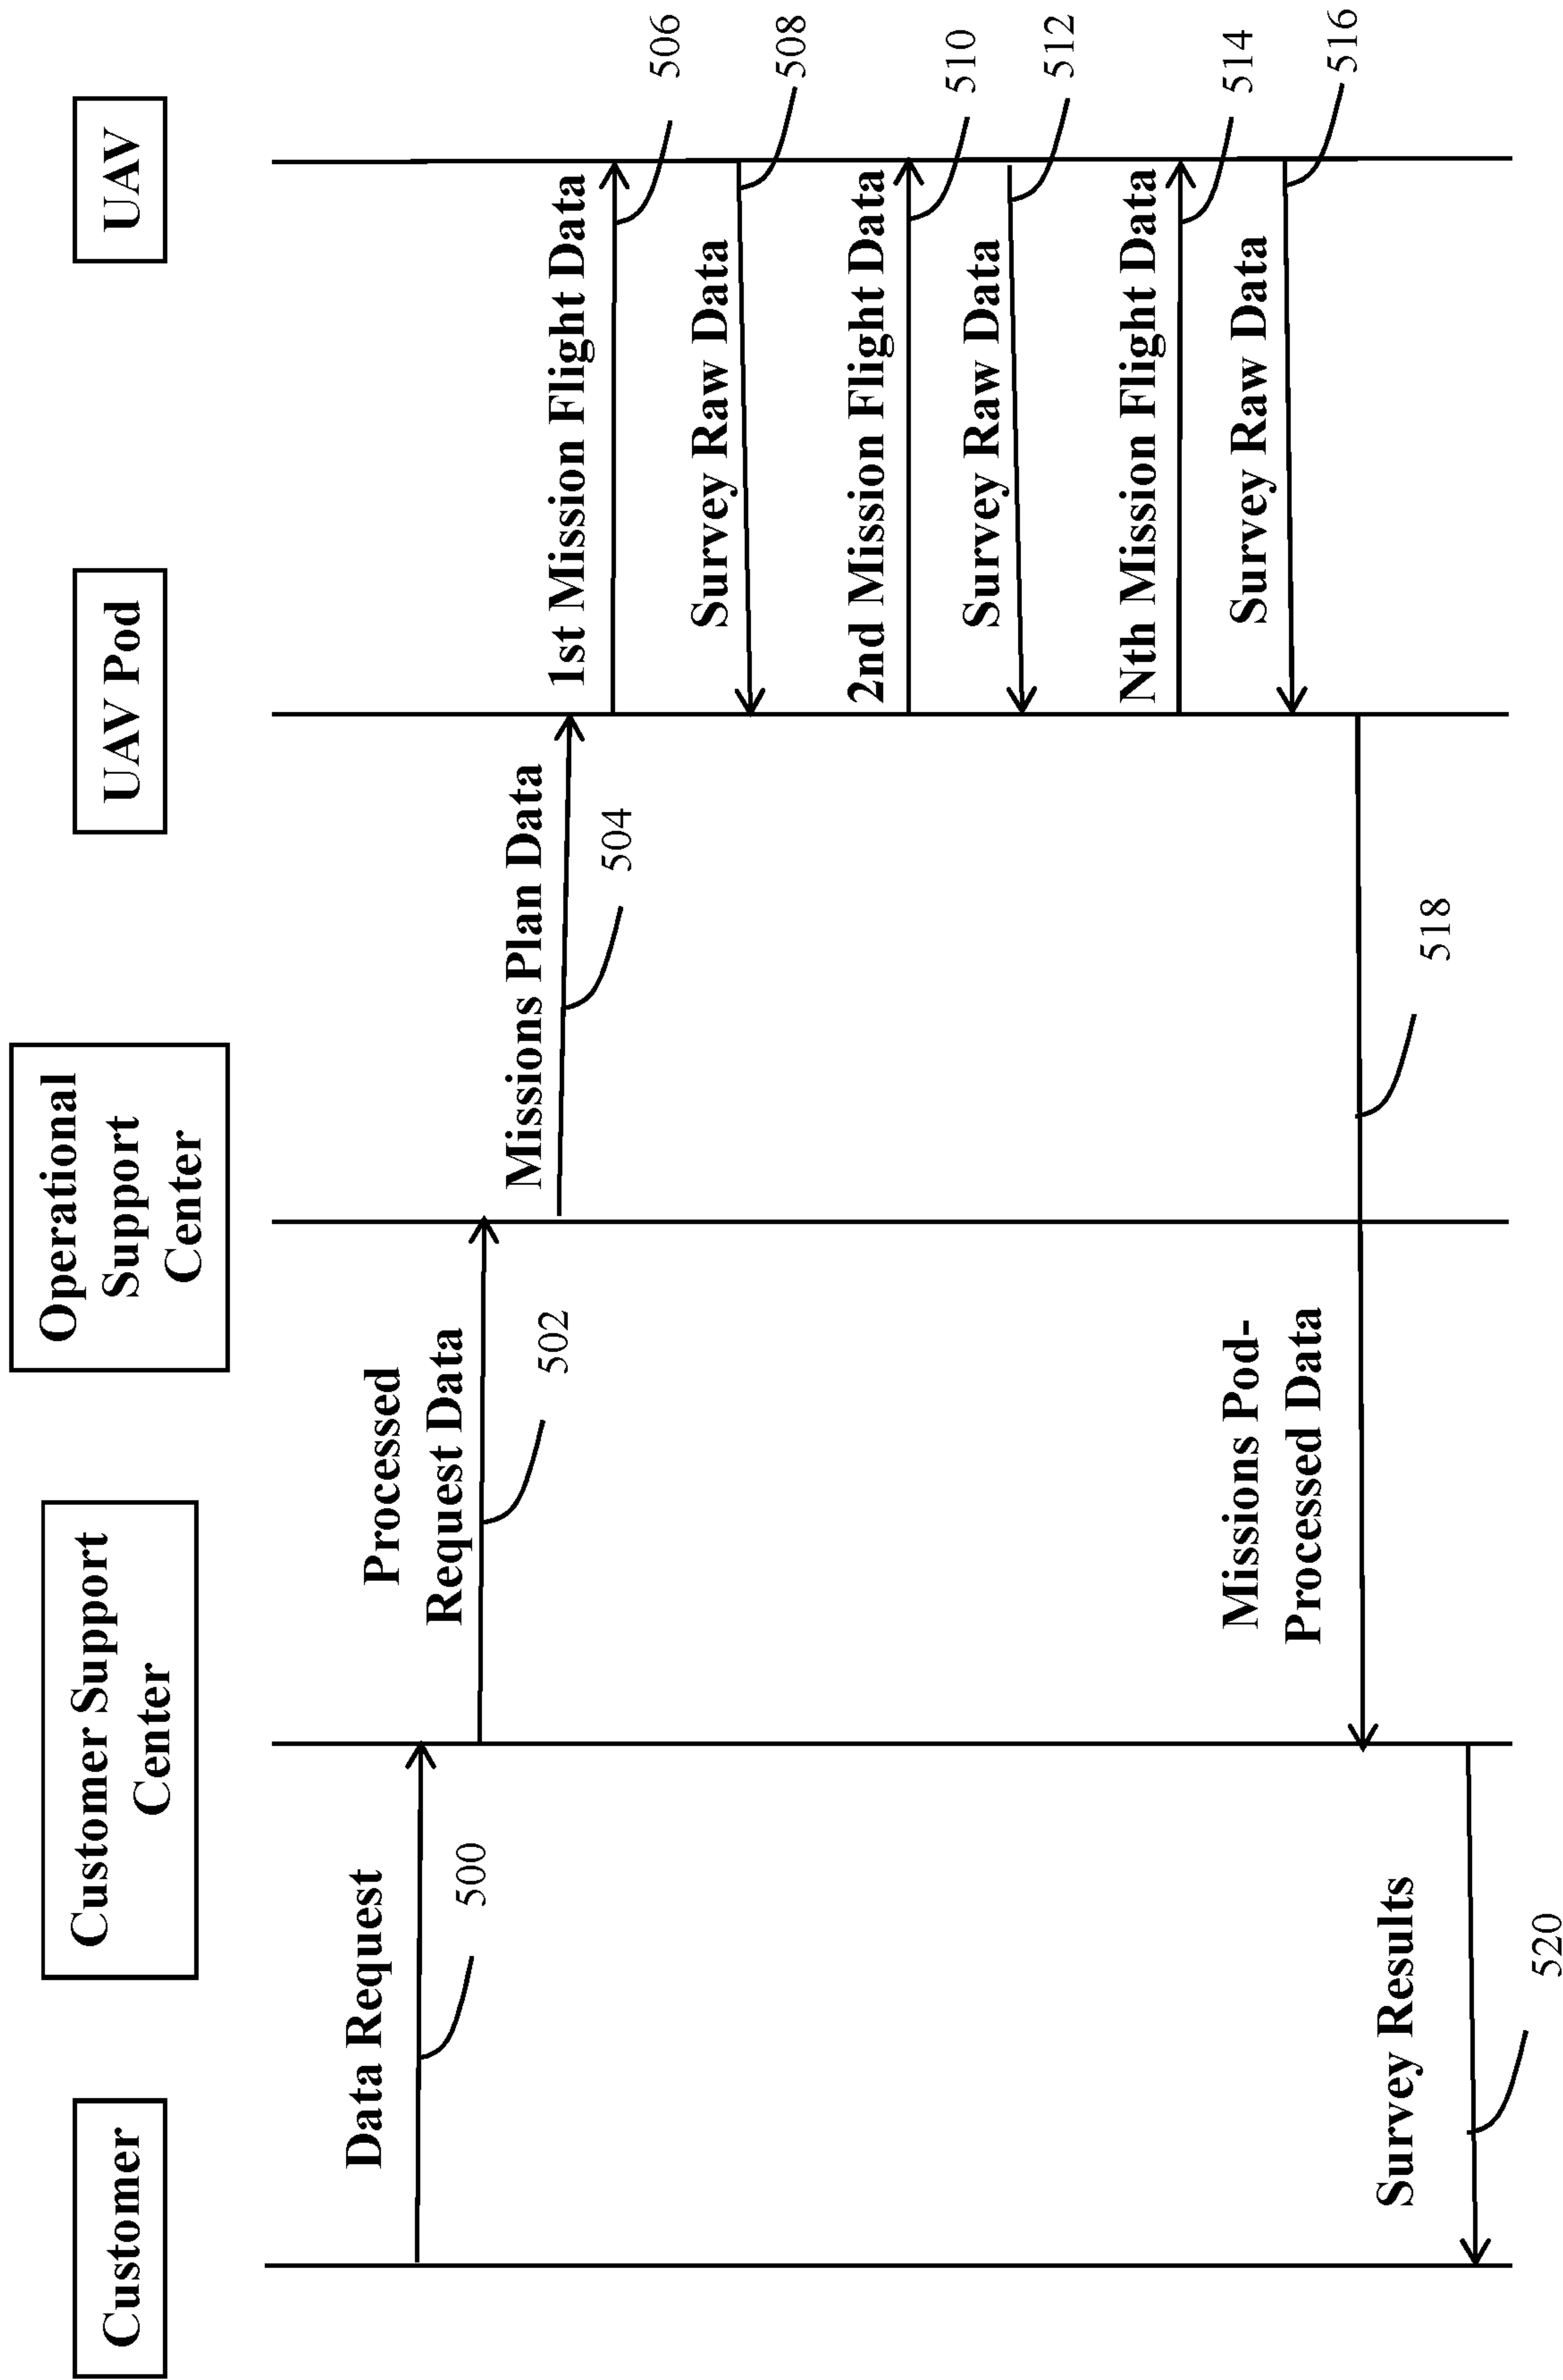 Customer
Customer Support
Center
Operational
Support
Center
UAV Pod
UAV
Data Request
500
Processed
Request Data
502
Missions Plan Data
504
1st Mission Flight Data
506
Survey Raw Data
508
2nd Mission Flight Data
510
Survey Raw Data
512
Nth Mission Flight Data
514
Survey Raw Data
516
Missions Pod-
Processed Data
518
Survey Results
520